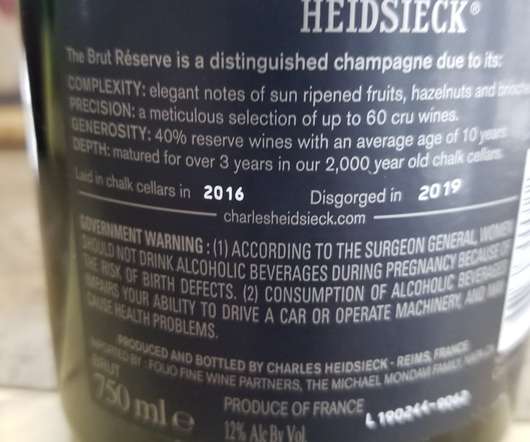 HEIDSIECK®
The Brut Réserve is a distinguished champagne due to its:
COMPLEXITY: elegant notes of sun ripened fruits, hazelnuts and brioche
PRECISION: a meticulous selection of up to 60 cru wines.
GENEROSITY: 40% reserve wines with an average age of 10 years
DEPTH: matured for over 3 years in our 2,000 year old chalk cellars.
Laid in chalk cellars in 2016 Disgorged in 2019
charlesheidsieck.com
GOVERNMENT WARNING : (1) ACCORDING TO THE SURGEON GENERAL, WOMEN
SHOULD NOT DRINK ALCOHOLIC BEVERAGES DURING PREGNANCY BECAUSE OF
THE RISK OF BIRTH DEFECTS. (2) CONSUMPTION OF ALCOHOLIC BEVERAGES
IMPAIRS YOUR ABILITY TO DRIVE A CAR OR OPERATE MACHINERY, AND MAY
CAUSE HEALTH PROBLEMS.
PRODUCED AND BOTTLED BY CHARLES HEIDSIECK - REIMS, FRANCE
IMPORTED BY : FOLIO FINE WINE PARTNERS, THE MICHAEL MONDAVI FAMILY,
BRUT
750 ml e PRODUCE OF FRANCE
12% Alc By Vol L190244-9060